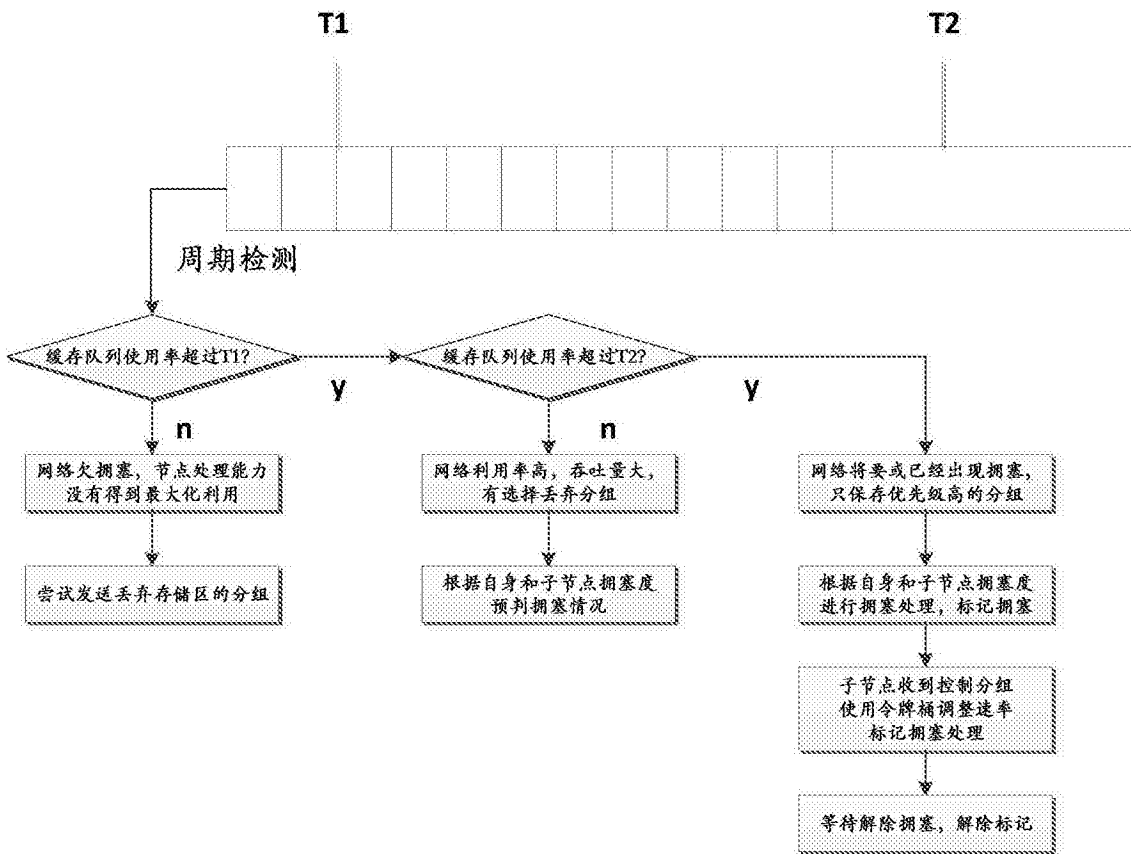 T1
T2
周期检测
缓存队列使用率超过T1?
缓存队列使用率超过T2?
y
y
n
n
网络欠拥塞，节点处理能力
没有得到最大化利用
网络利用率高，吞吐量大，
有选择丢弃分组
网络将要或已经出现拥塞，
只保存优先级高的分组
尝试发送丢弃存储区的分组
根据自身和子节点拥塞度
预判拥塞情况
根据自身和子节点拥塞度
进行拥塞处理，标记拥塞
子节点收到控制分组
使用令牌桶调整速率
标记拥塞处理
等待解除拥塞，解除标记